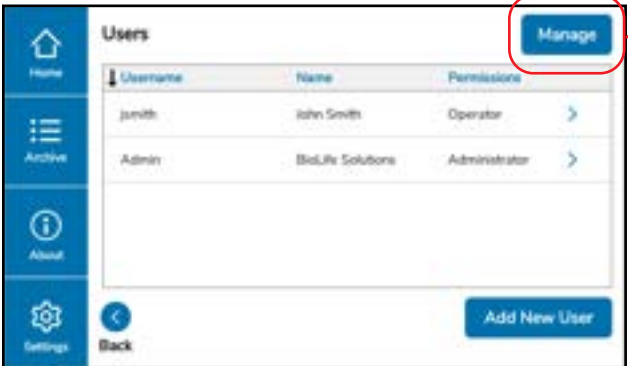 Users
Manage
Home
Username Name Permissions
jsmith John Smith Operator
Archive
Admin BioLife Solutions Administrator
About
Add New User
Settings
Back